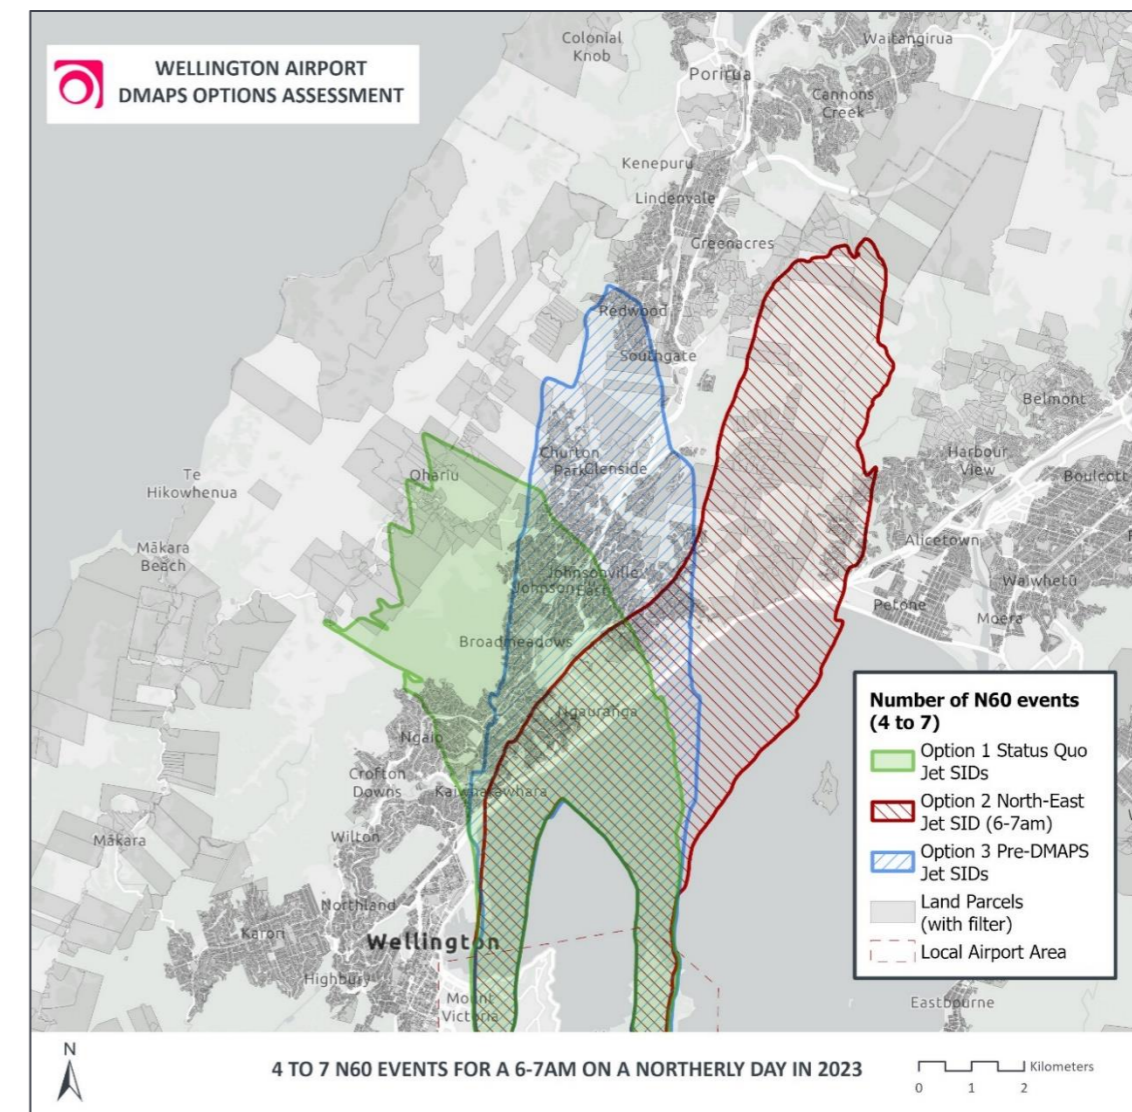 WELLINGTON AIRPORT
DMAPS OPTIONS ASSESSMENT
Colonial
Knob
Waitangirua
Porirua
Cannons
Creek
Kenepuru
Lindenvale
Greenacres
Redwood
Southgate
Belmont
Churton
Park
Glenside
Harbour
View
Ohariu
Boulcott
Te
Hikowhenua
Mākara
Beach
Alicetown
Johnsonville
Johnson
East
Waiwhetū
Petone
Moera
Broadmeadows
Ngauranga
Ngaio
Crofton
Downs
Kaiwharawhara
Mākara
Wilton
Northland
Karori
Wellington
Highbury
Mount
Victoria
Eastbourne
Number of N60 events
(4 to 7)
Option 1 Status Quo
Jet SIDs
Option 2 North-East
Jet SID (6-7am)
Option 3 Pre-DMAPS
Jet SIDs
Land Parcels
(with filter)
Local Airport Area
N
4 TO 7 N60 EVENTS FOR A 6-7AM ON A NORTHERLY DAY IN 2023
Kilometers
0 1 2